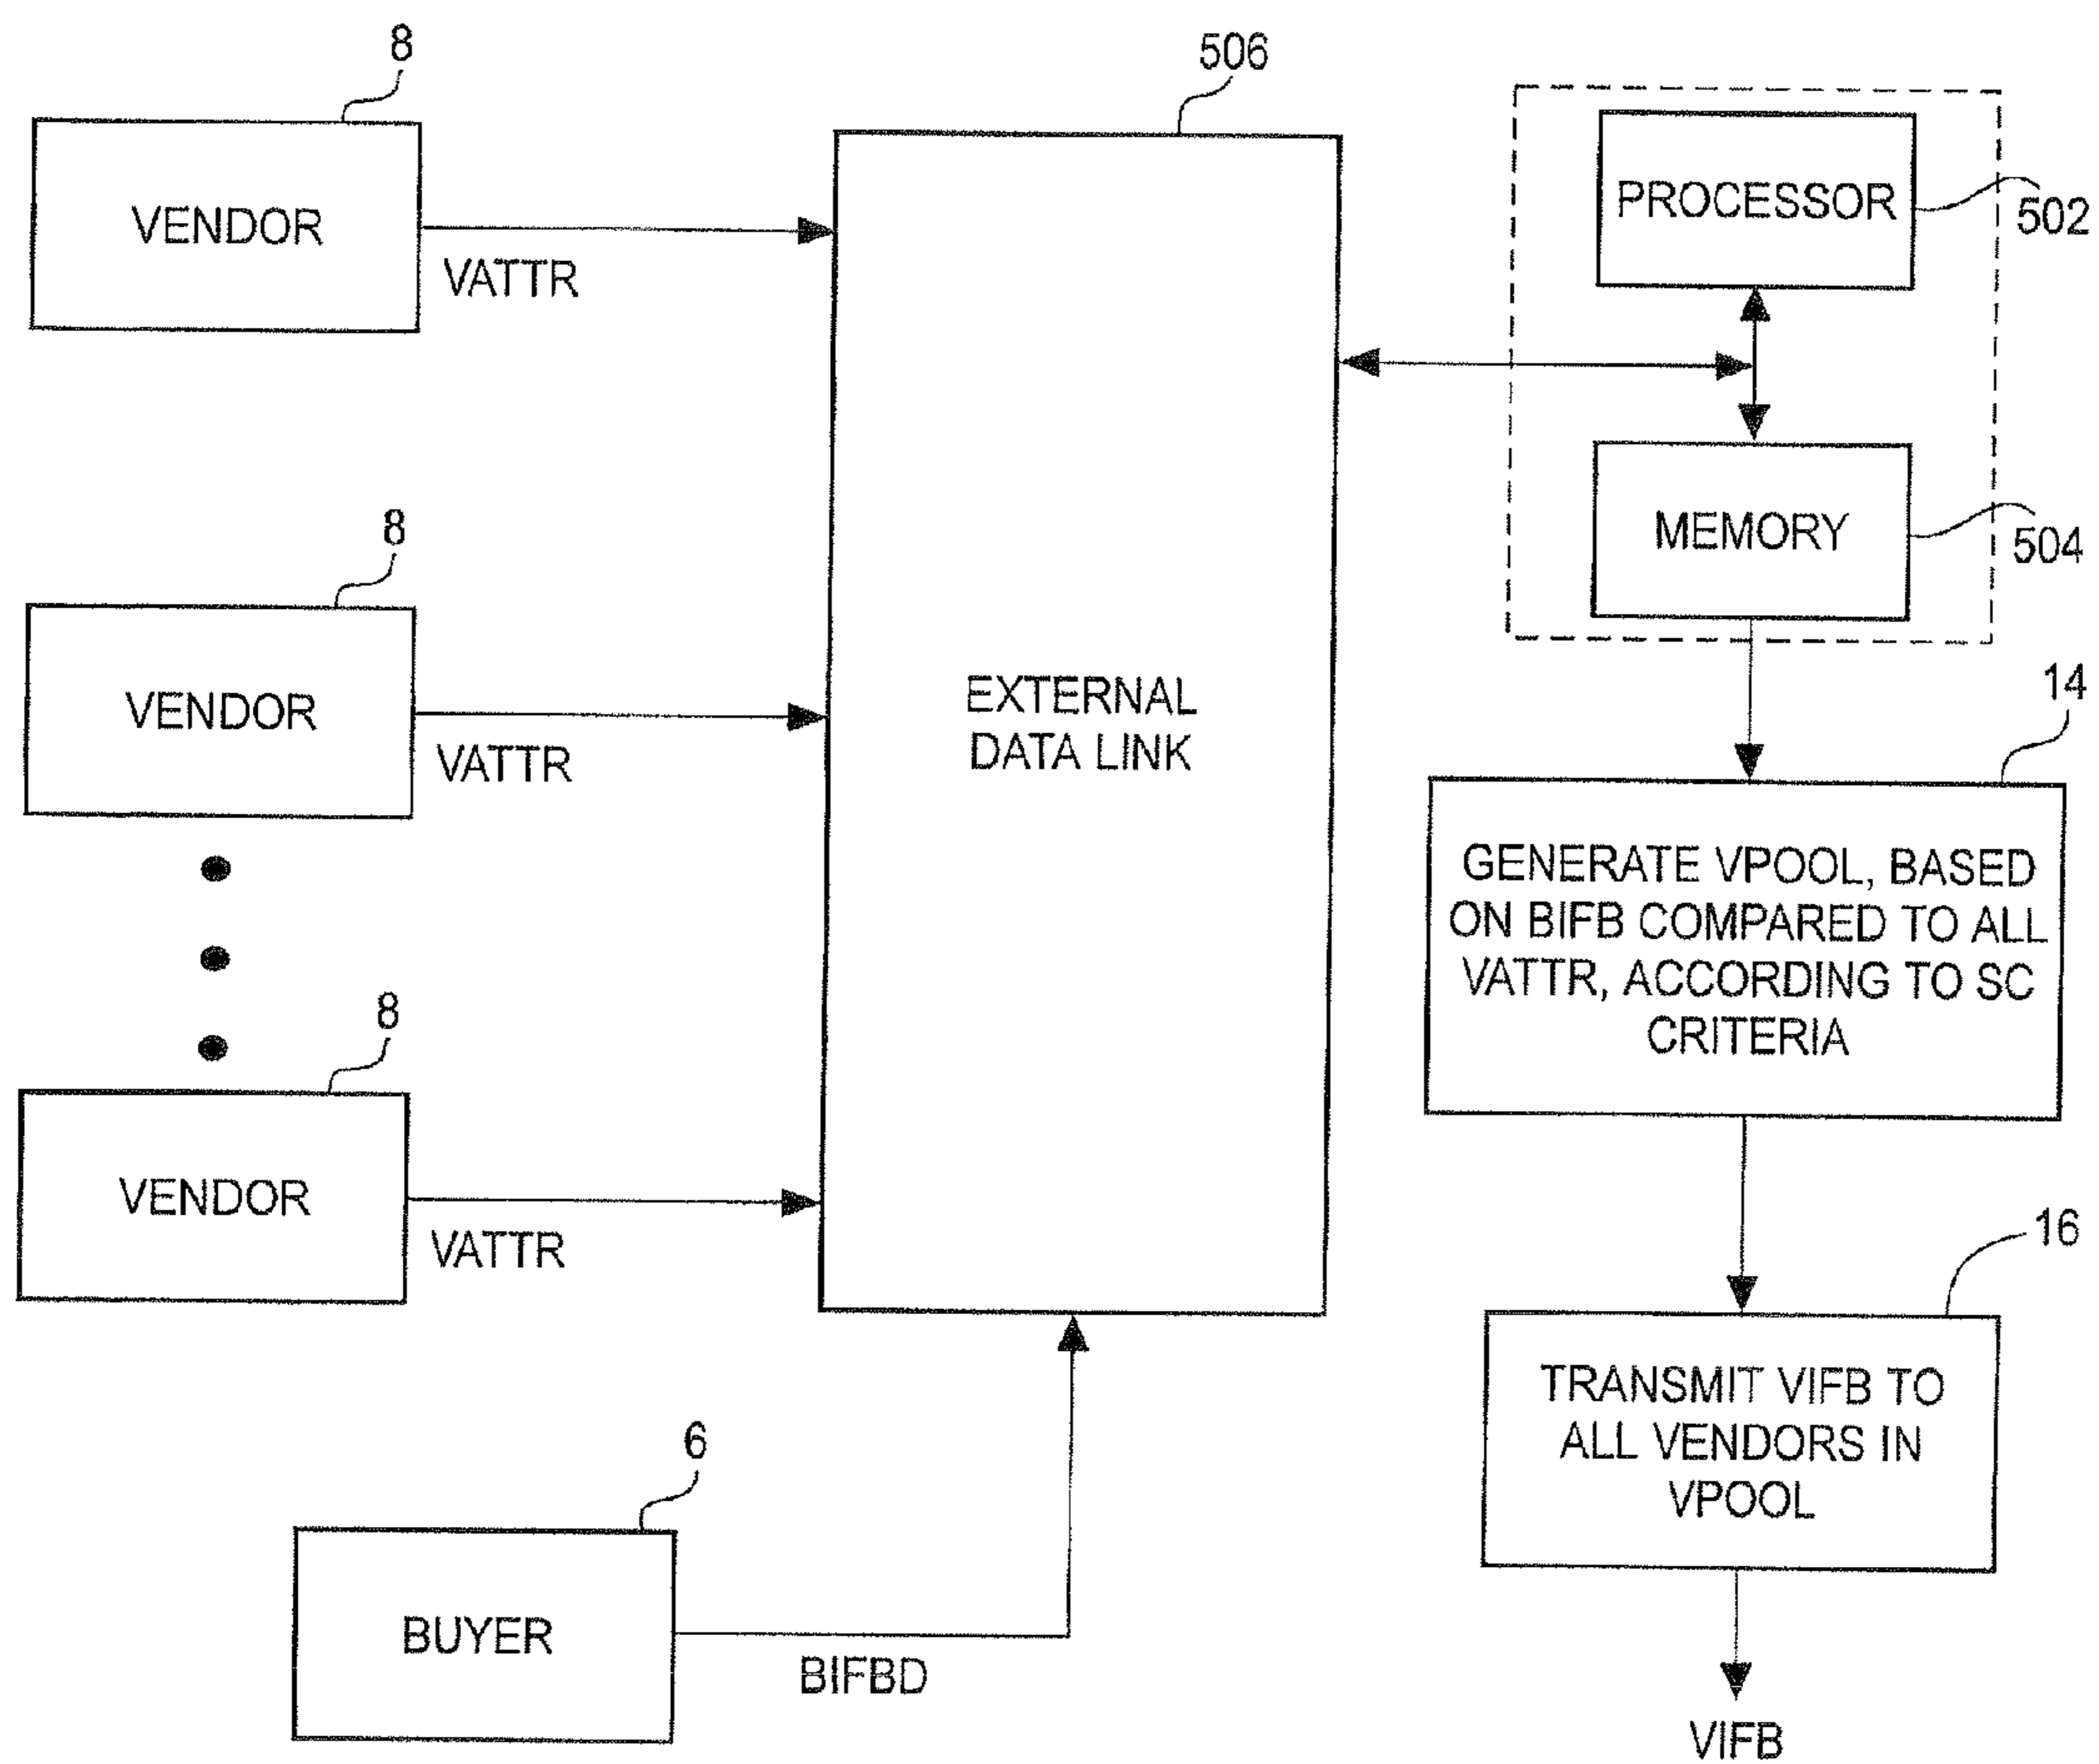 8
VENDOR
VATTR
8
VENDOR
VATTR
8
VENDOR
VATTR
6
BUYER
BIFBD
506
EXTERNAL
DATA LINK
PROCESSOR
502
MEMORY
504
14
GENERATE VPOOL, BASED
ON BIFB COMPARED TO ALL
VATTR, ACCORDING TO SC
CRITERIA
16
TRANSMIT VIFB TO
ALL VENDORS IN
VPOOL
VIFB